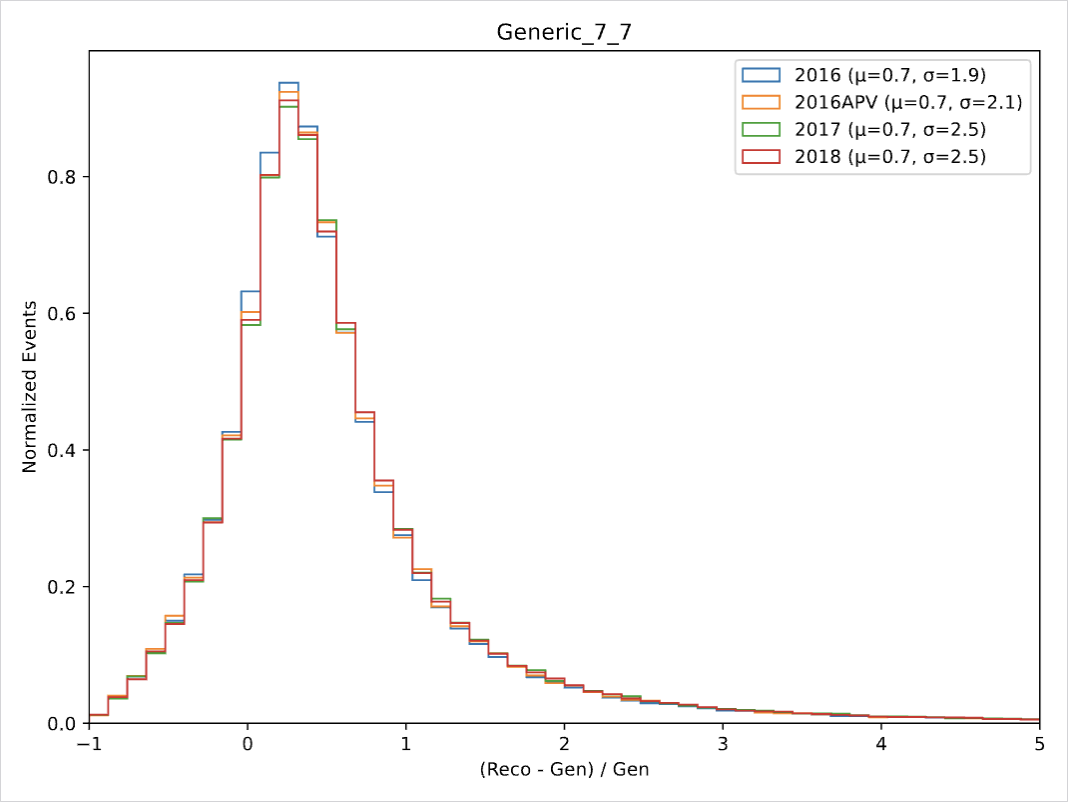 Generic_7_7
2016 (μ=0.7, σ=1.9)
2016APV (μ=0.7, σ=2.1)
2017 (μ=0.7, σ=2.5)
2018 (μ=0.7, σ=2.5)
Normalized Events
0.8
0.6
0.4
0.2
0.0
−1 0 1 2 3 4 5
(Reco - Gen) / Gen